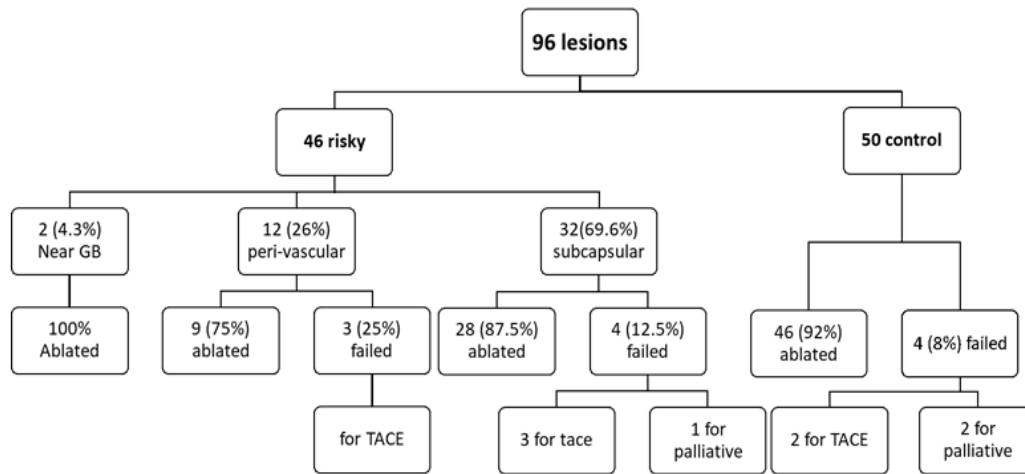 96 lesions
46 risky
50 control
2 (4.3%)
Near GB
12 (26%)
peri-vascular
32(69.6%)
subcapsular
100%
Ablated
9 (75%)
ablated
3 (25%)
failed
28 (87.5%)
ablated
4 (12.5%)
failed
46 (92%)
ablated
4 (8%) failed
for TACE
3 for tace
1 for
palliative
2 for TACE
2 for
palliative